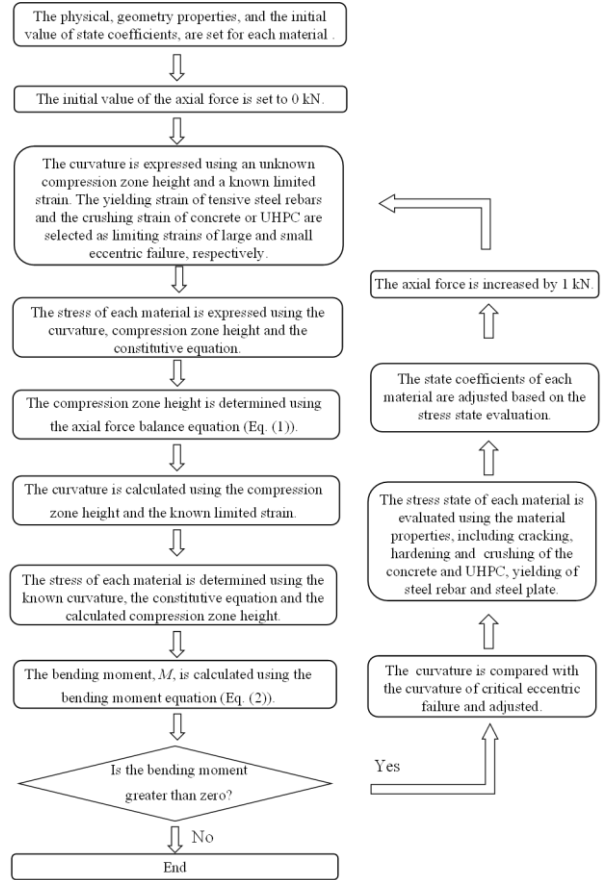 The physical, geometry properties, and the initial
value of state coefficients, are set for each material .
The initial value of the axial force is set to 0 kN.
The curvature is expressed using an unknown
compression zone height and a known limited
strain. The yielding strain of tensive steel rebars
and the crushing strain of concrete or UHPC are
selected as limiting strains of large and small
eccentric failure, respectively.
The stress of each material is expressed using the
curvature, compression zone height and the
constitutive equation.
The compression zone height is determined using
the axial force balance equation (Eq. (1)).
The curvature is calculated using the compression
zone height and the known limited strain.
The stress of each material is determined using the
known curvature, the constitutive equation and the
calculated compression zone height.
The bending moment, M, is calculated using the
bending moment equation (Eq. (2)).
Is the bending moment
greater than zero?
No
End
Yes
The curvature is compared with
the curvature of critical eccentric
failure and adjusted.
The stress state of each material is
evaluated using the material
properties, including cracking,
hardening and crushing of the
concrete and UHPC, yielding of
steel rebar and steel plate.
The state coefficients of each
material are adjusted based on the
stress state evaluation.
The axial force is increased by 1 kN.